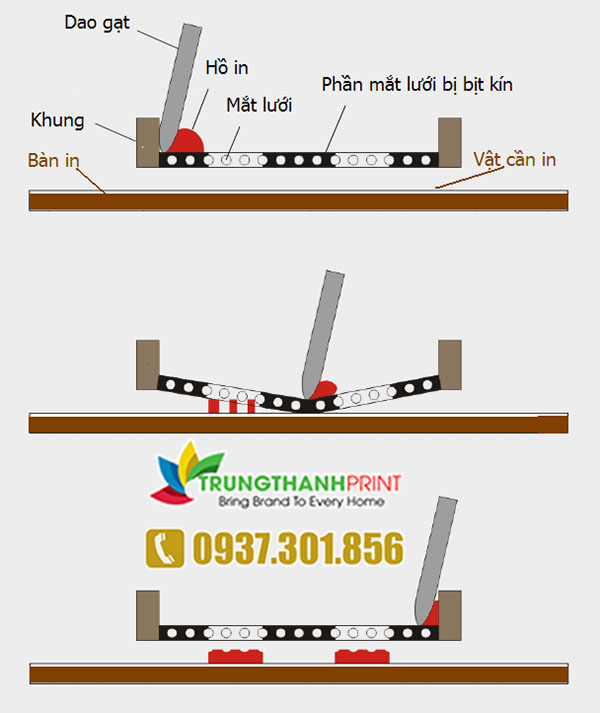 Dao gạt
Hồ in
Mắt lưới
Phần mắt lưới bị bịt kín
Khung
Bàn in
Vật cần in
TRUNGTHANHPRINT
Bring Brand To Every Home
0937.301.856